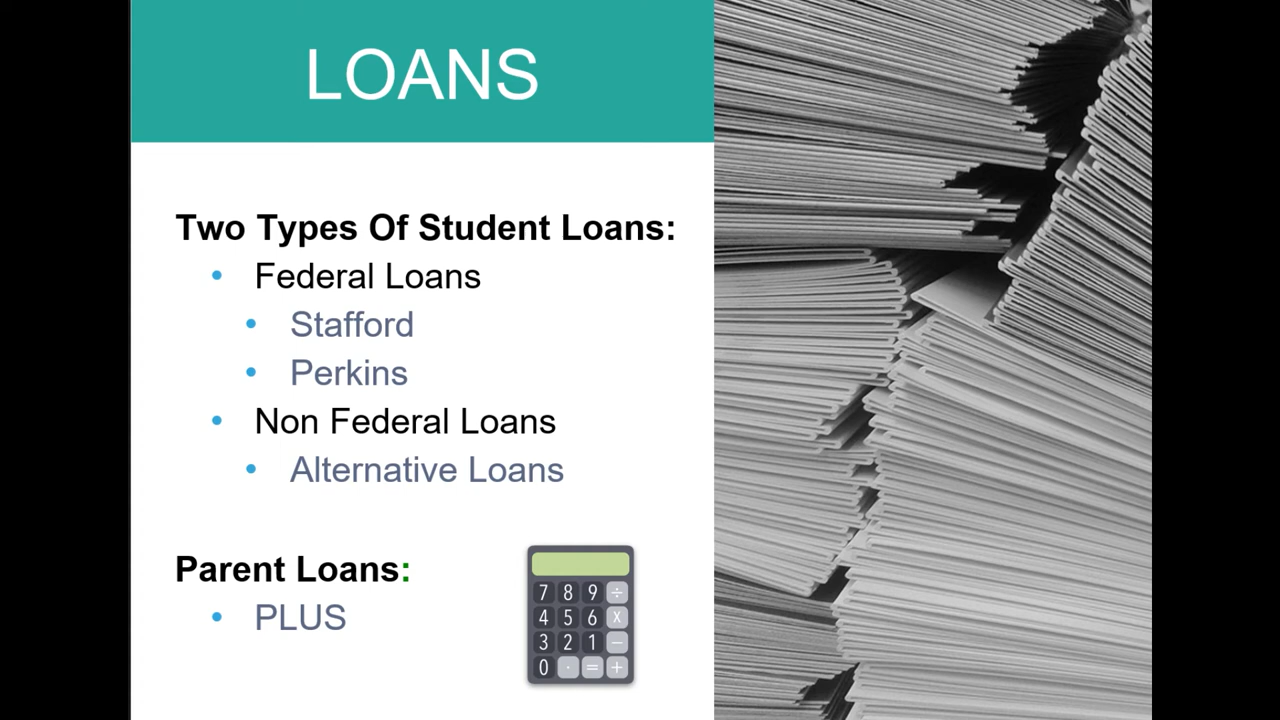 LOANS
Two Types Of Student Loans:
• Federal Loans
• Stafford
• Perkins
• Non Federal Loans
• Alternative Loans
Parent Loans:
• PLUS
7 8 9 ÷
4 5 6 x
3 2 1 −
0 · = +